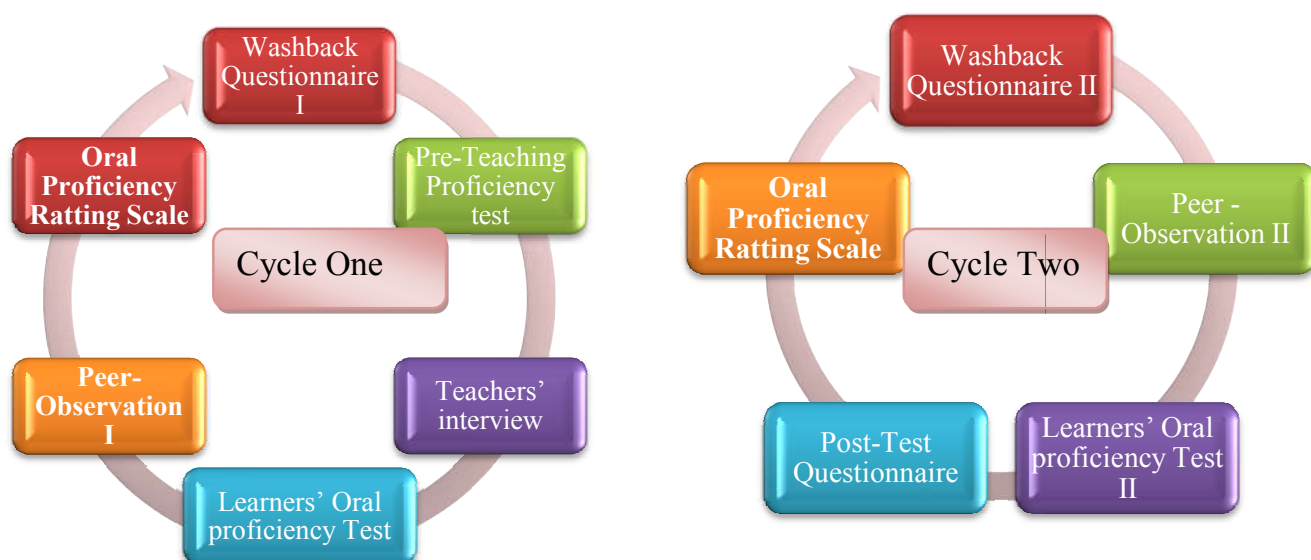 Washback
Questionnaire
I
Pre-Teaching
Proficiency
test
Teachers’
interview
Learners’ Oral
proficiency Test
Peer-
Observation
I
Oral
Proficiency
Ratting Scale
Cycle One
Washback
Questionnaire II
Peer -
Observation II
Learners’ Oral
proficiency Test
II
Post-Test
Questionnaire
Oral
Proficiency
Ratting Scale
Cycle Two